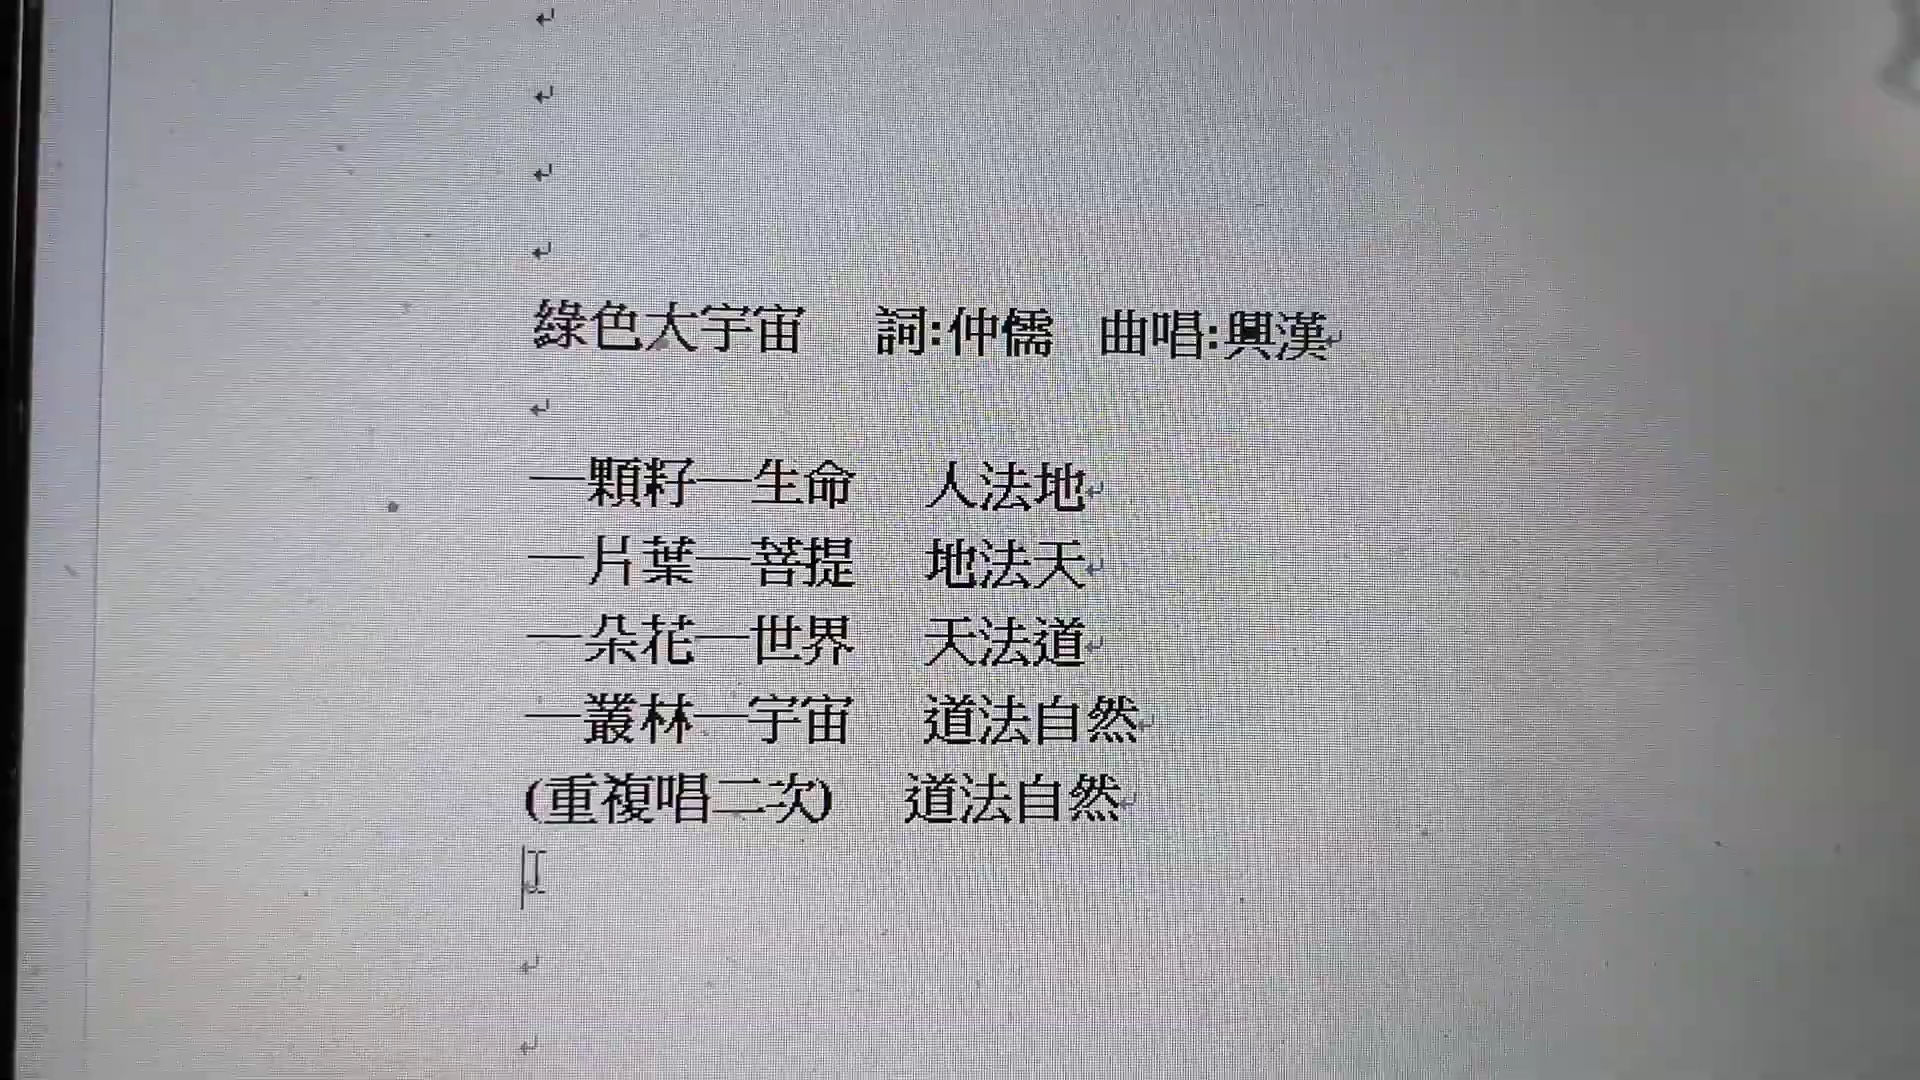 綠色大宇宙 詞:仲儒 曲唱:興漢
一顆籽一生命 人法地
一片葉一菩提 地法天
一朵花一世界 天法道
一叢林一宇宙 道法自然
(重複唱二次) 道法自然